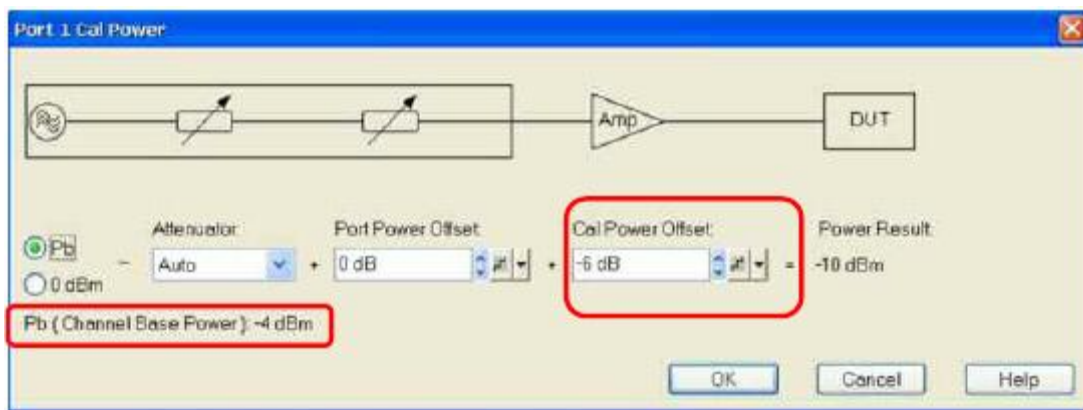 Port 1 Cal Power
Amp
DUT
Pb
0 dBm
-
Attenuator:
Auto
+
Port Power Offset:
0 dB
+
Cal Power Offset:
-6 dB
=
Power Result:
-10 dBm
Pb ( Channel Base Power ): -4 dBm
OK
Cancel
Help